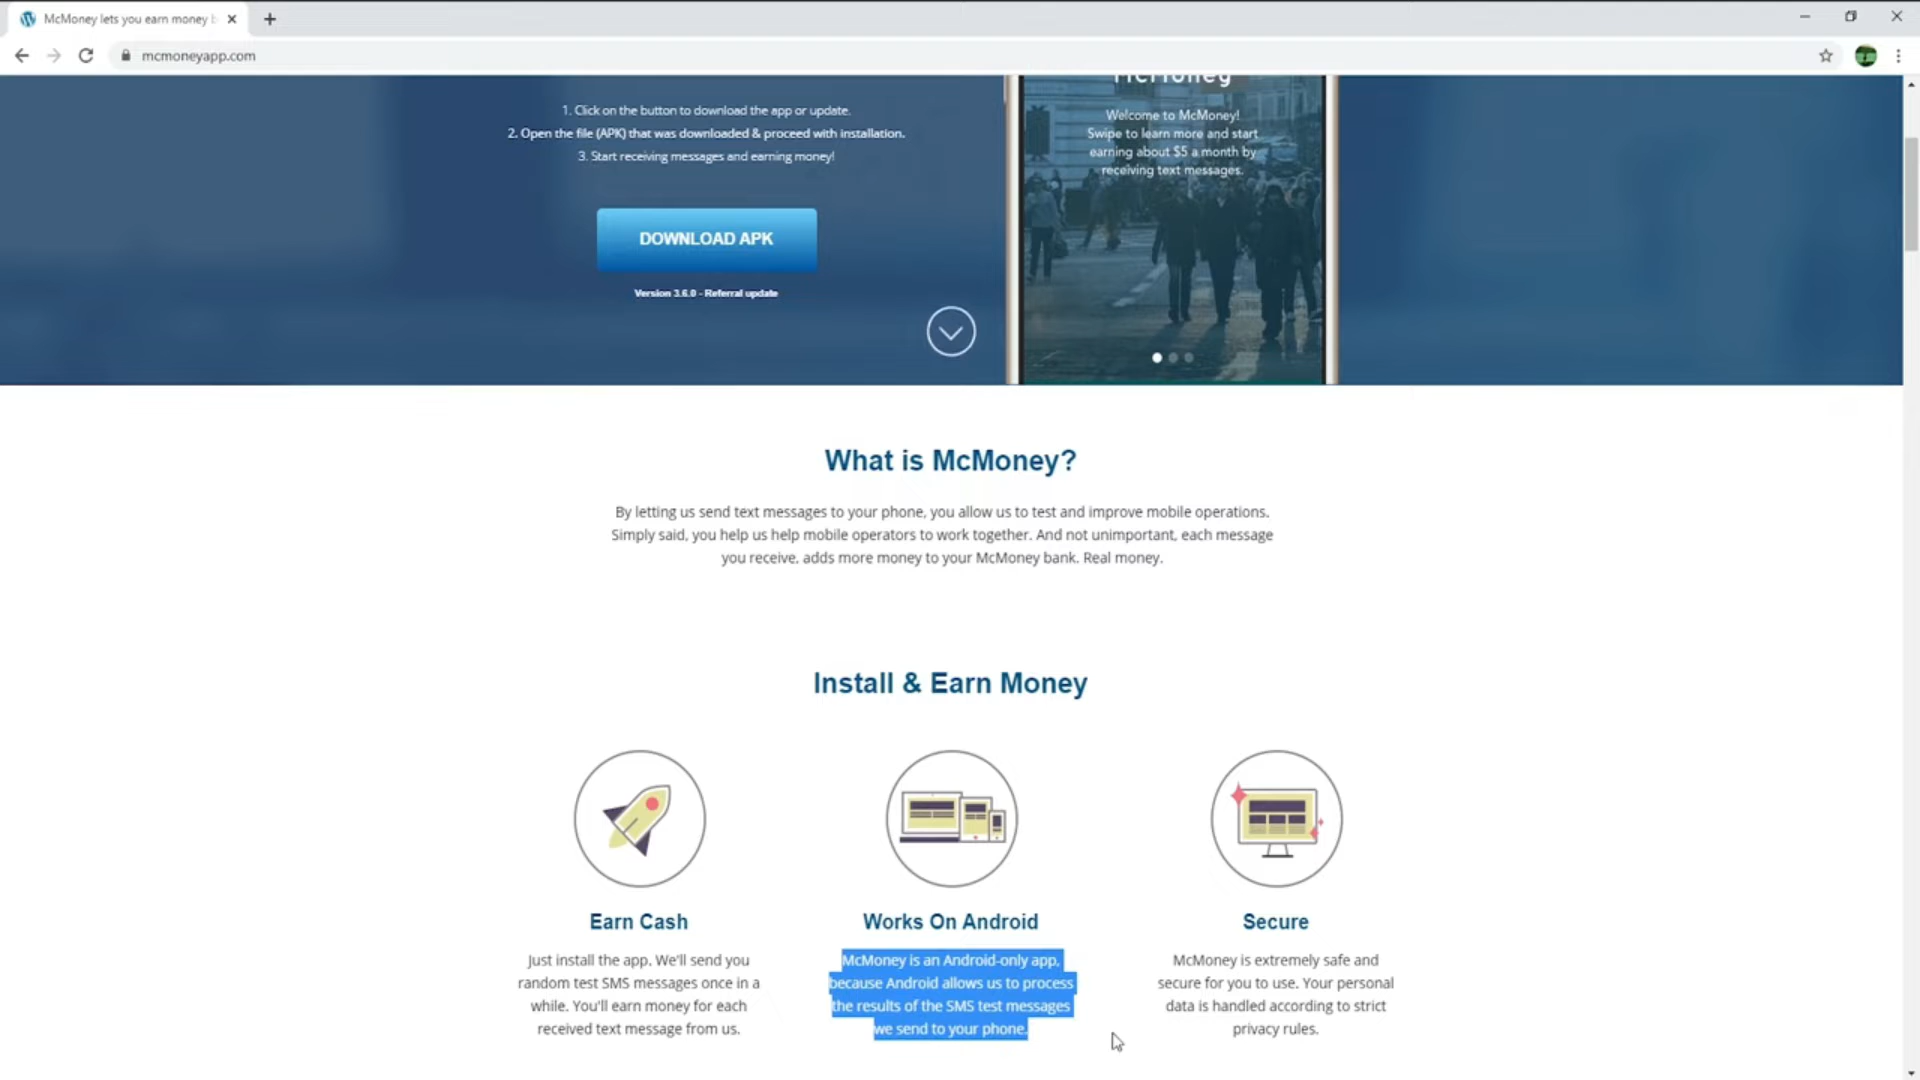 McMoney lets you earn money b
mcmoneyapp.com
1. Click on the button to download the app or update.
2. Open the file (APK) that was downloaded & proceed with installation.
3. Start receiving messages and earning money!
DOWNLOAD APK
Version 3.6.0 - Referral update
McMoney
Welcome to McMoney!
Swipe to learn more and start
earning about $5 a month by
receiving text messages.
What is McMoney?
By letting us send text messages to your phone, you allow us to test and improve mobile operations.
Simply said, you help us help mobile operators to work together. And not unimportant, each message
you receive, adds more money to your McMoney bank. Real money.
Install & Earn Money
Earn Cash
Just install the app. We'll send you
random test SMS messages once in a
while. You'll earn money for each
received text message from us.
Works On Android
McMoney is an Android-only app,
because Android allows us to process
the results of the SMS test messages
we send to your phone.
Secure
McMoney is extremely safe and
secure for you to use. Your personal
data is handled according to strict
privacy rules.